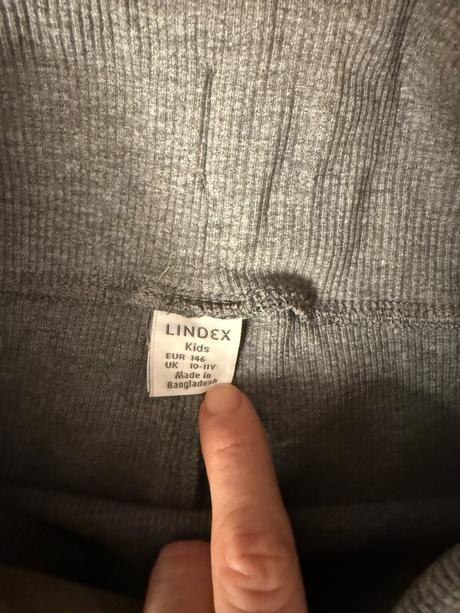 LINDEX
Kids
EUR 146
UK 10-11Y
Made in
Bangladesh